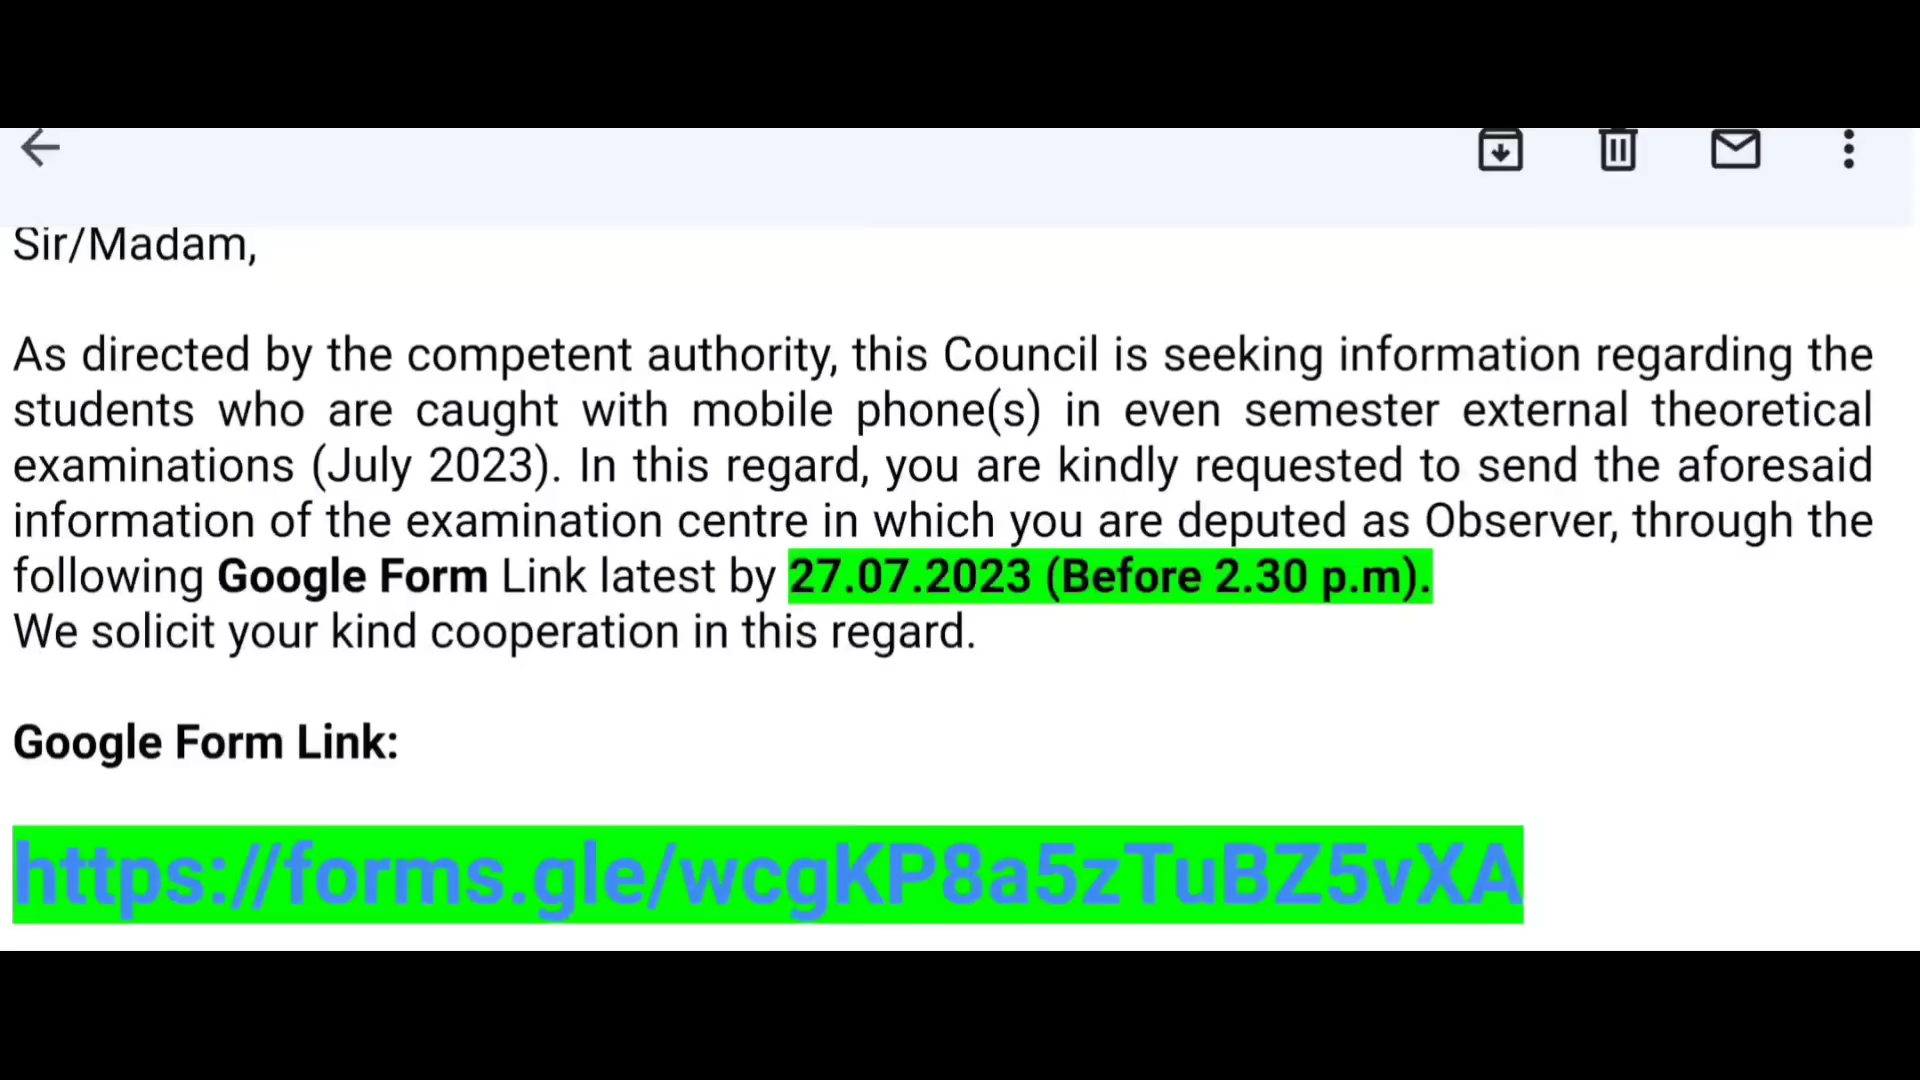 Sir/Madam,
As directed by the competent authority, this Council is seeking information regarding the
students who are caught with mobile phone(s) in even semester external theoretical
examinations (July 2023). In this regard, you are kindly requested to send the aforesaid
information of the examination centre in which you are deputed as Observer, through the
following Google Form Link latest by 27.07.2023 (Before 2.30 p.m).
We solicit your kind cooperation in this regard.
Google Form Link:
https://forms.gle/wcgKP8a5zTuBZ5vXA